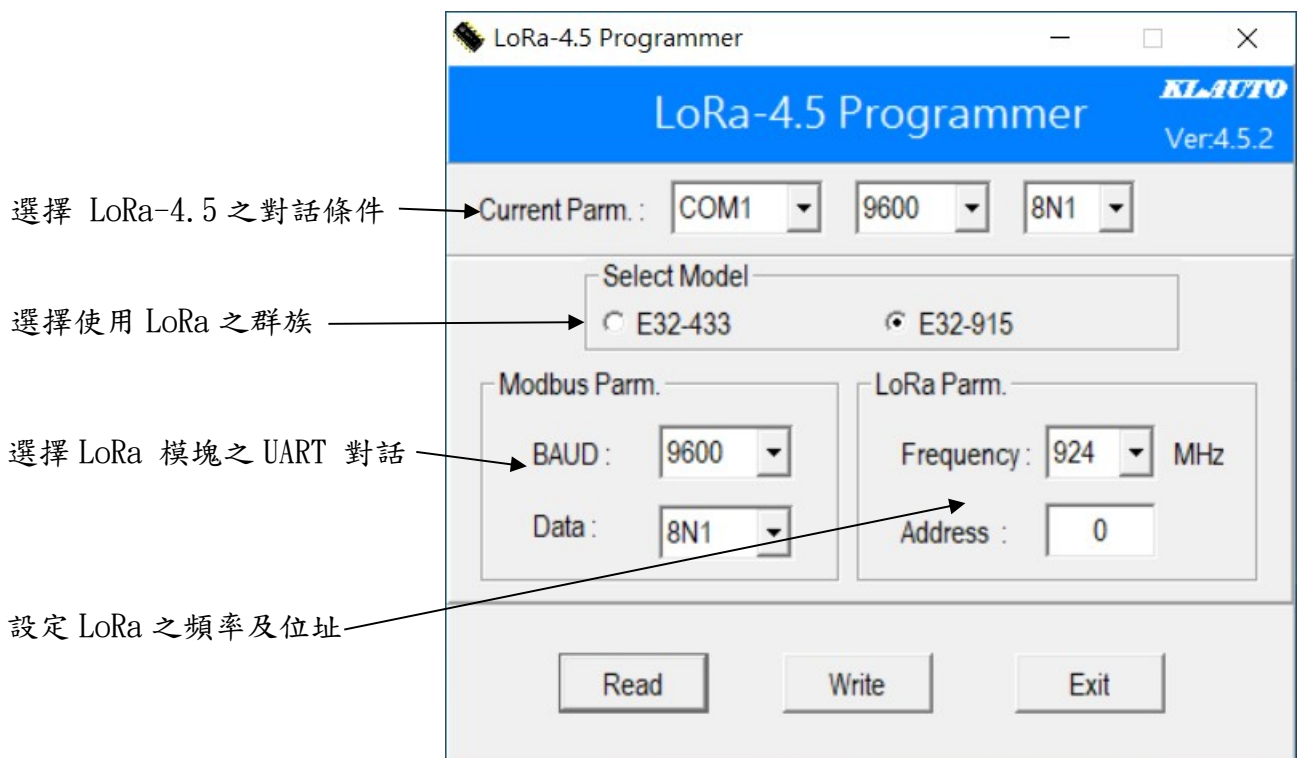 LoRa-4.5 Programmer
LoRa-4.5 Programmer
KLAUTO
Ver:4.5.2
選擇 LoRa-4.5之對話條件
Current Parm. : COM1 9600 8N1
Select Model
選擇使用 LoRa 之群族
E32-433 E32-915
Modbus Parm. LoRa Parm.
選擇 LoRa 模塊之 UART 對話
BAUD : 9600 Frequency : 924 MHz
Data : 8N1 Address : 0
設定 LoRa 之頻率及位址
Read Write Exit